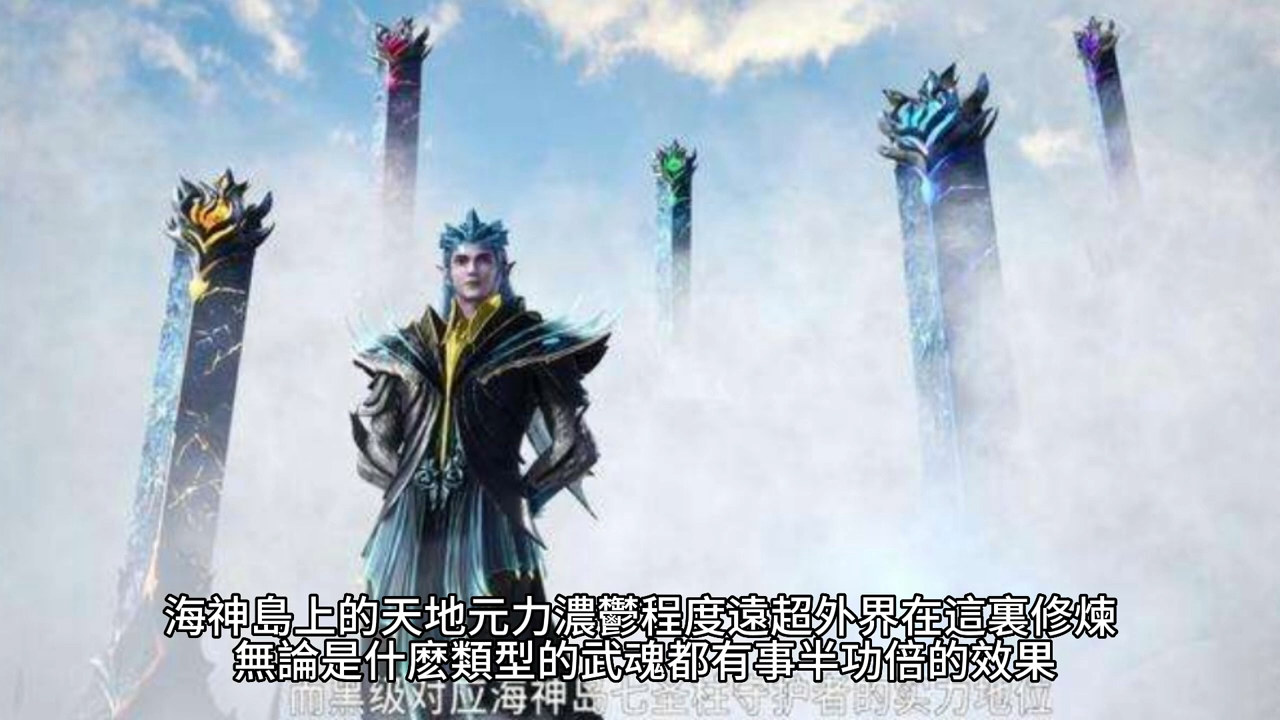 海神島上的天地元力濃鬱程度遠超外界在這裏修煉
無論是什麽類型的武魂都有事半功倍的效果
而黑级对应海神岛七圣柱守护者的实力地位